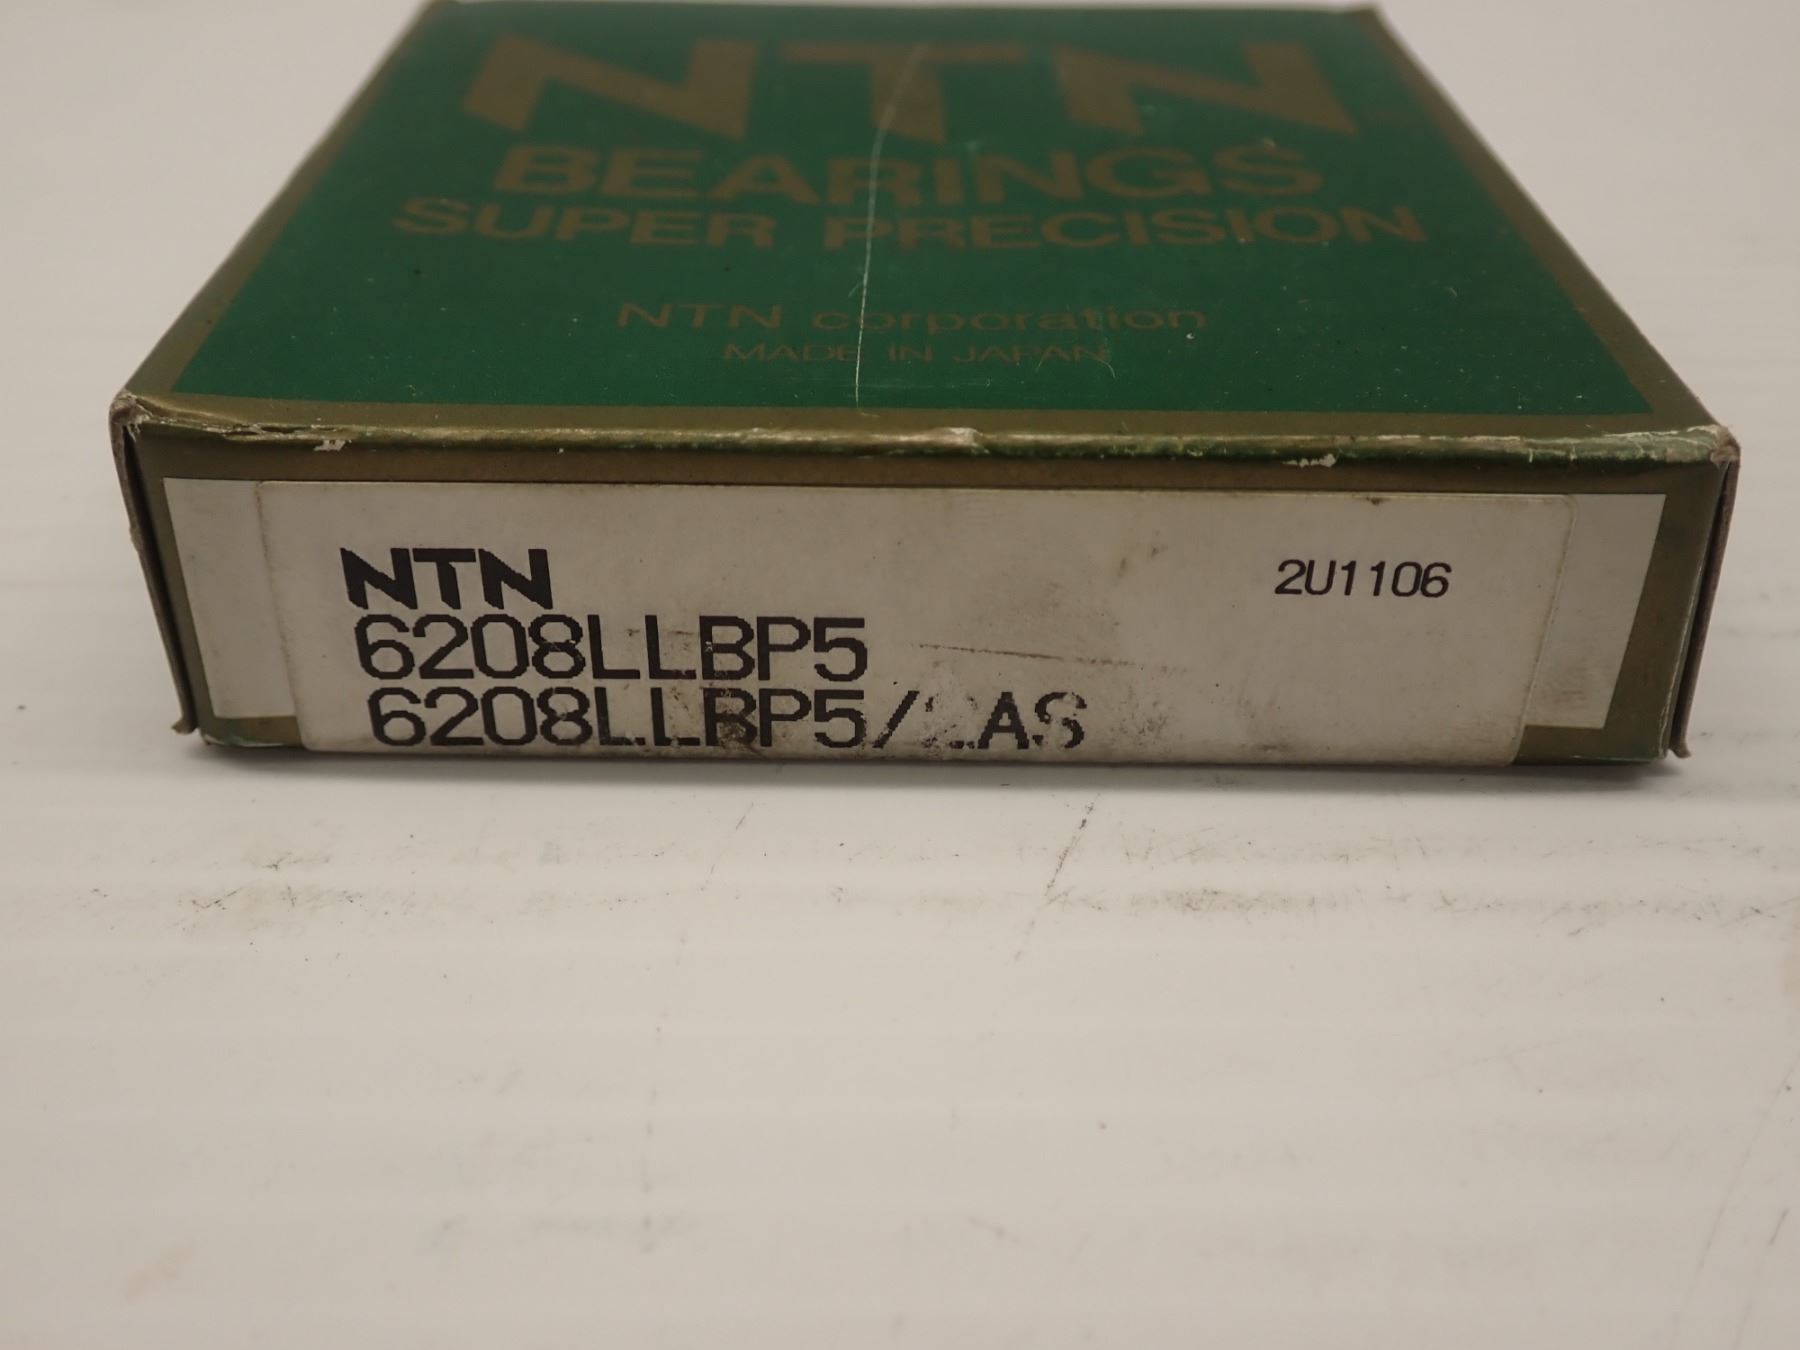 NTN
BEARINGS
SUPER PRECISION
NTN corporation
MADE IN JAPAN
NTN
2U1106
6208LLBP5